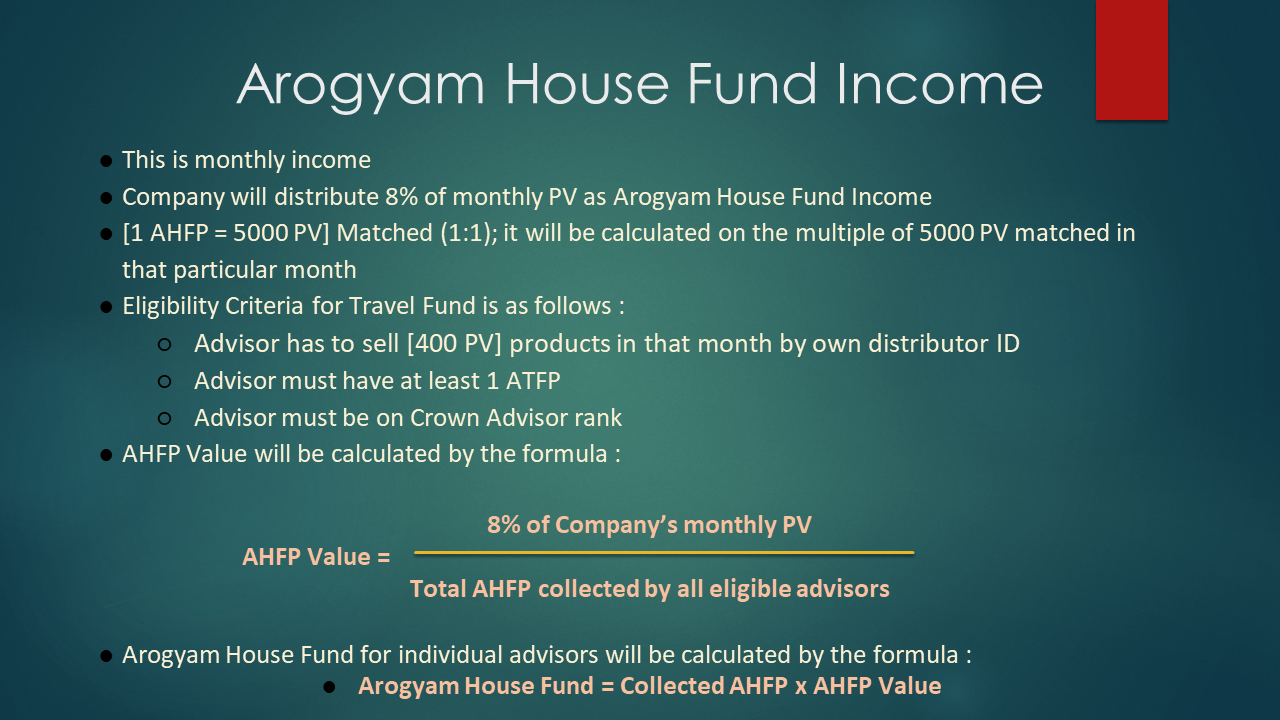 Arogyam House Fund Income
● This is monthly income
● Company will distribute 8% of monthly PV as Arogyam House Fund Income
● [1 AHFP = 5000 PV] Matched (1:1); it will be calculated on the multiple of 5000 PV matched in
that particular month
● Eligibility Criteria for Travel Fund is as follows :
○ Advisor has to sell [400 PV] products in that month by own distributor ID
○ Advisor must have at least 1 ATFP
○ Advisor must be on Crown Advisor rank
● AHFP Value will be calculated by the formula :
8% of Company’s monthly PV
AHFP Value =
Total AHFP collected by all eligible advisors
● Arogyam House Fund for individual advisors will be calculated by the formula :
● Arogyam House Fund = Collected AHFP x AHFP Value